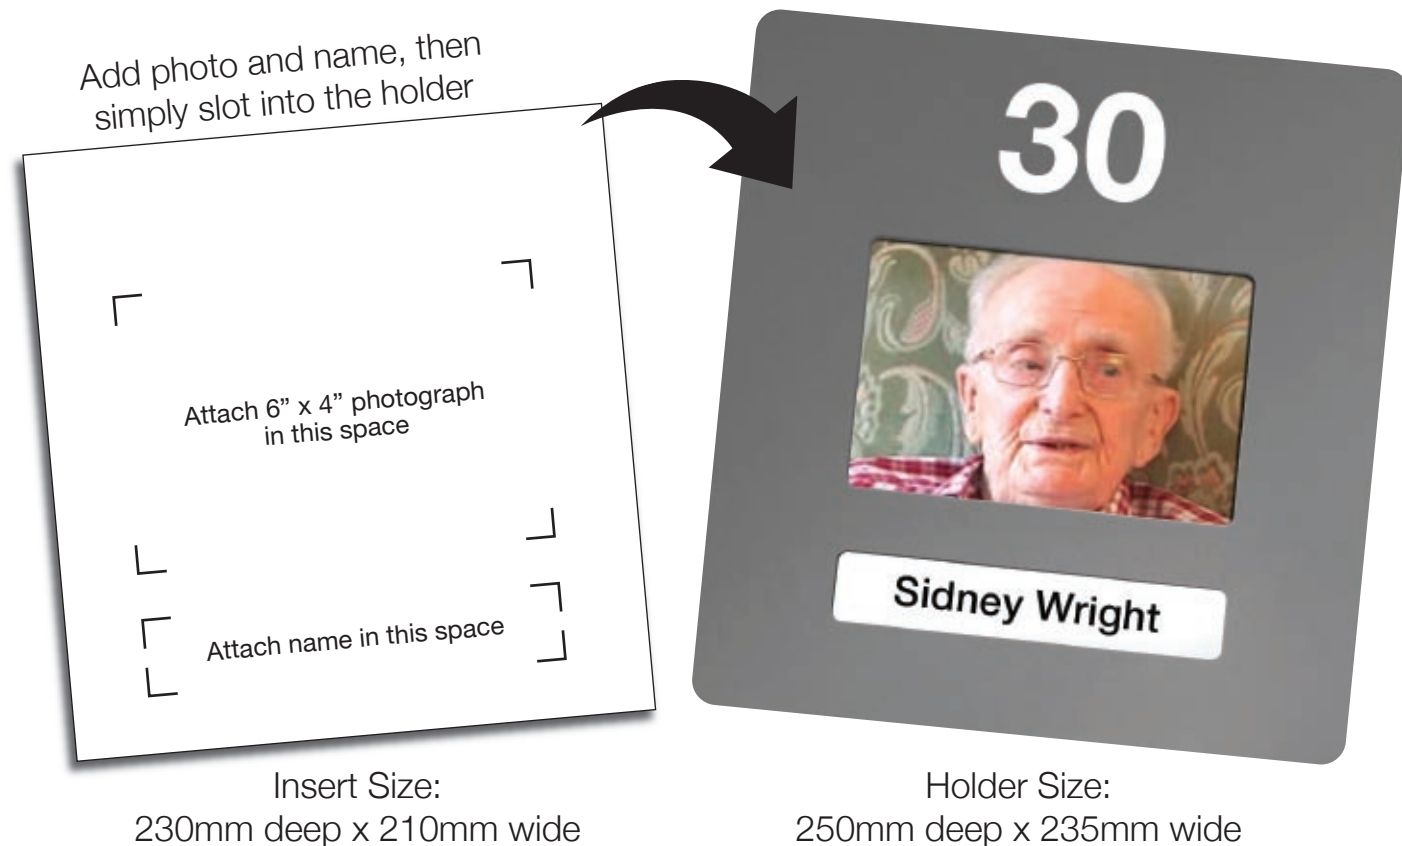 Add photo and name, then
simply slot into the holder
Attach 6” x 4” photograph
in this space
Attach name in this space
Insert Size:
230mm deep x 210mm wide
30
Sidney Wright
Holder Size:
250mm deep x 235mm wide